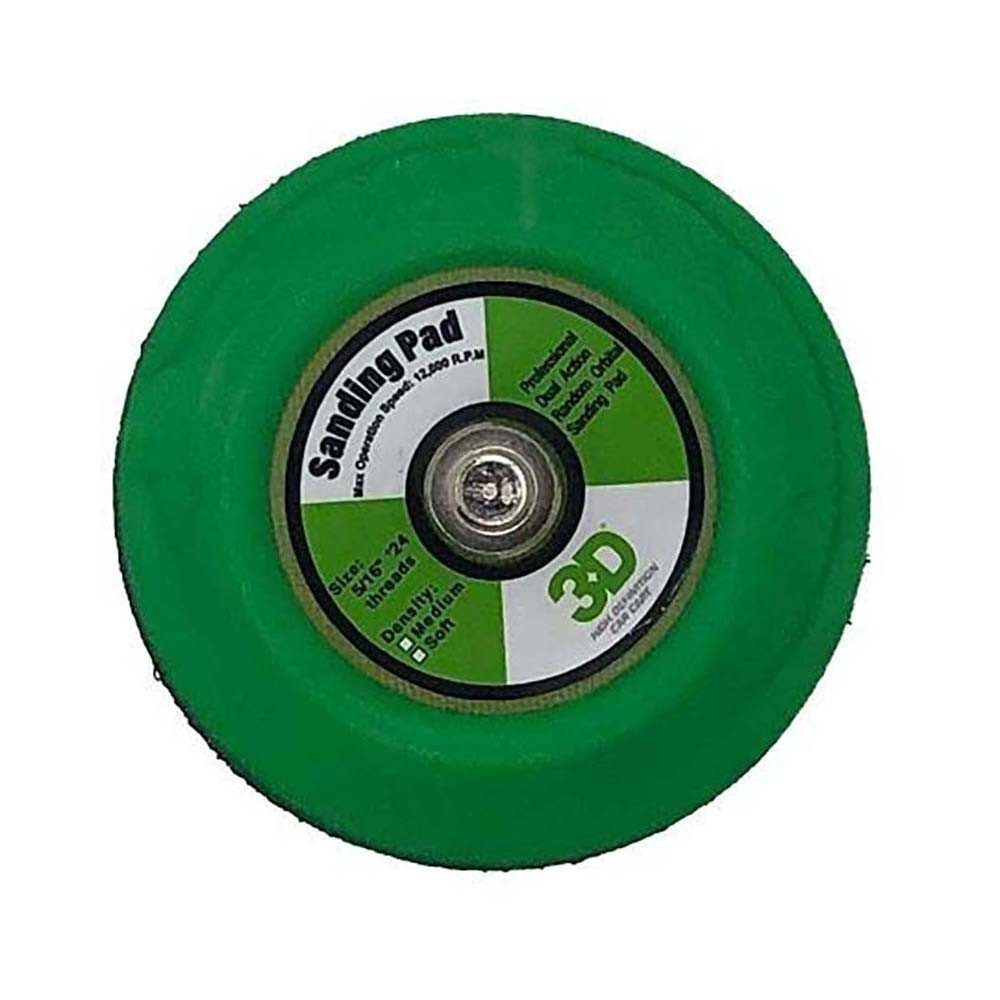 Sanding Pad
Max Operation Speed: 12,000 R.P.M
Professional
Dual Action
Random Orbital
Sanding Pad
Size:
5/16" *24
threads
Density:
Medium
Soft
3D
HIGH DEFINITION
CAR CARE